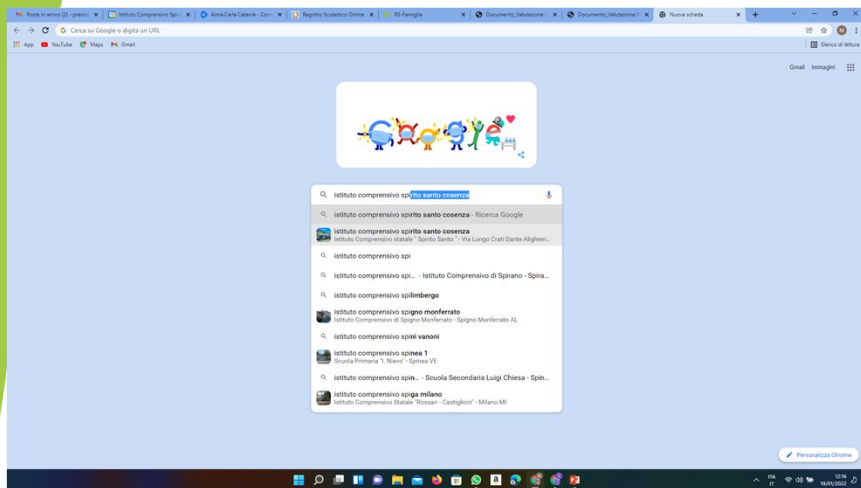 Posta in arrivo (2) - presid
Istituto Comprensivo Spiri
Anna.Carla Catania - Con
Registro Scolastico Online
RE-Famiglia
Documento_Valutazione
Documento_Valutazione
Nuova scheda
Cerca su Google o digita un URL
App
YouTube
Maps
Gmail
Elenco di lettura
Gmail
Immagini
Google
istituto comprensivo spirito santo cosenza
istituto comprensivo spirito santo cosenza - Ricerca Google
istituto comprensivo spirito santo cosenza
Istituto Comprensivo statale " Spirito Santo " - Via Lungo Crati Dante Alighieri...
istituto comprensivo spi
istituto comprensivo spi... - Istituto Comprensivo di Spirano - Spira...
istituto comprensivo spilimbergo
istituto comprensivo spigno monferrato
Istituto Comprensivo di Spigno Monferrato - Spigno Monferrato AL
istituto comprensivo spini vanoni
istituto comprensivo spinea 1
Scuola Primaria "I. Nievo" - Spinea VE
istituto comprensivo spin... - Scuola Secondaria Luigi Chiesa - Spin...
istituto comprensivo spiga milano
Istituto Comprensivo Statale "Rossari - Castiglioni" - Milano MI
Personalizza Chrome
ITA
IT
12:16
19/01/2022